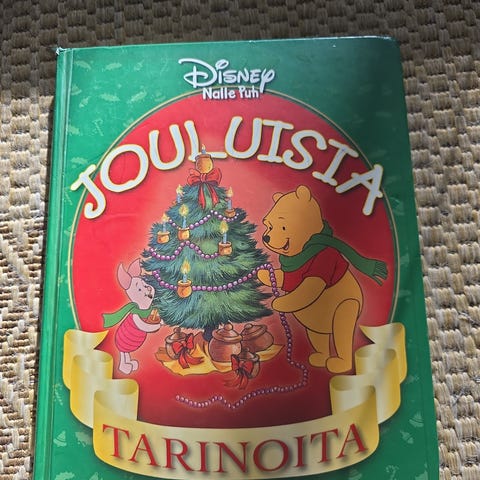 Disney
Nalle Puh
JOULUISIA
TARINOITA